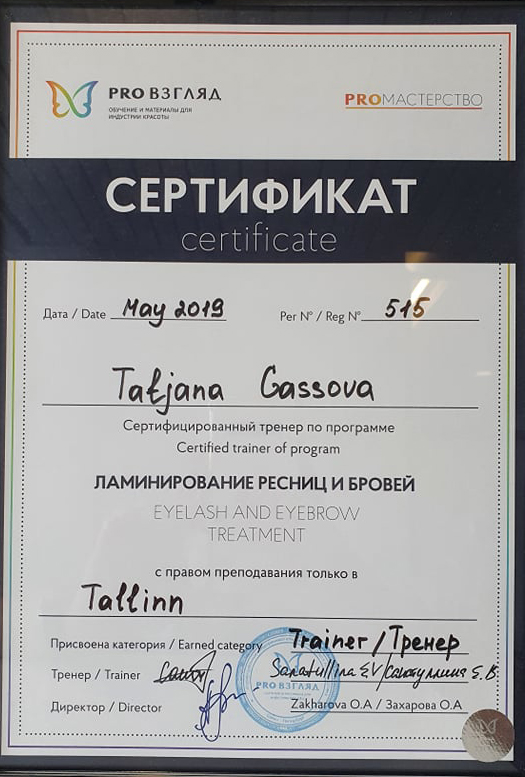 PRO ВЗГЛЯД
ОБУЧЕНИЕ И МАТЕРИАЛЫ ДЛЯ
ИНДУСТРИИ КРАСОТЫ
PROМАСТЕРСТВО
СЕРТИФИКАТ
certificate
Дата / Date May 2019 Рег N° / Reg N° 515
Tatjana Gassova
Сертифицированный тренер по программе
Certified trainer of program
ЛАМИНИРОВАНИЕ РЕСНИЦ И БРОВЕЙ
EYELASH AND EYEBROW
TREATMENT
с правом преподавания только в
Tallinn
Присвоена категория / Earned category Trainer / Тренер
Тренер / Trainer
Директор / Director Zakharova O.A / Захарова О.А
PRO ВЗГЛЯД